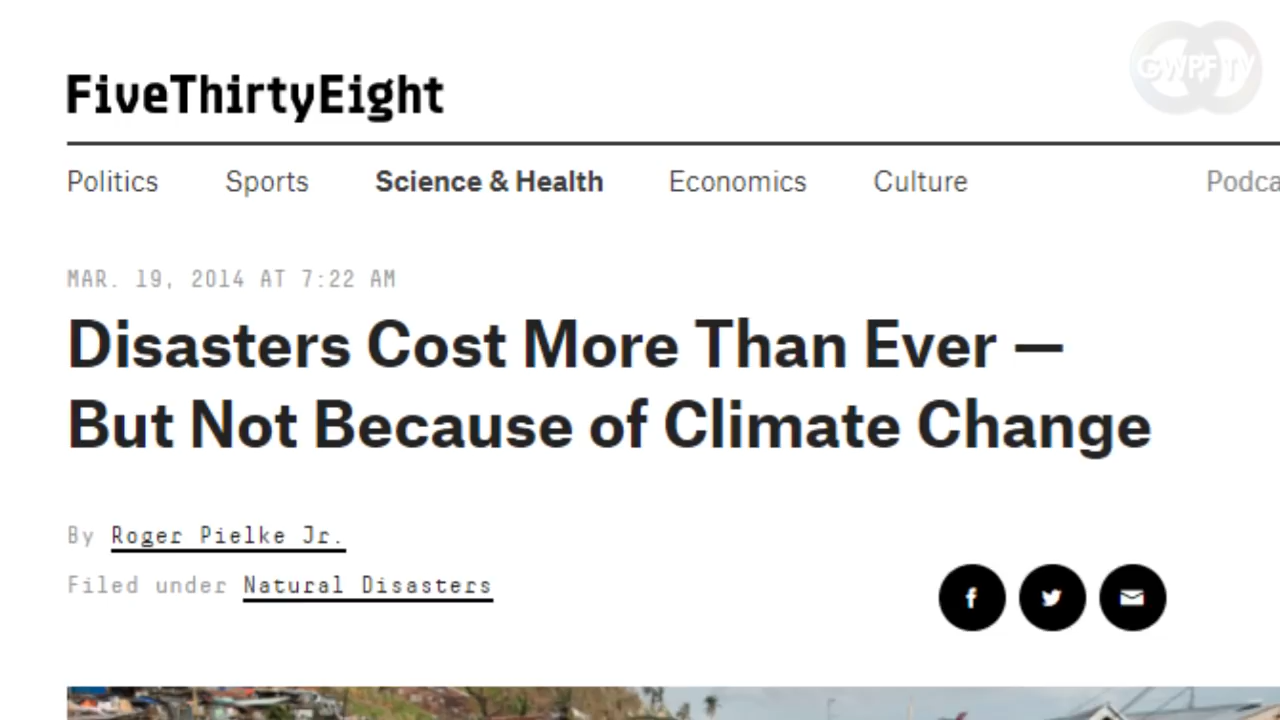 GWPF TV
FiveThirtyEight
Politics Sports Science & Health Economics Culture
MAR. 19, 2014 AT 7:22 AM
Disasters Cost More Than Ever —
But Not Because of Climate Change
By Roger Pielke Jr.
Filed under Natural Disasters